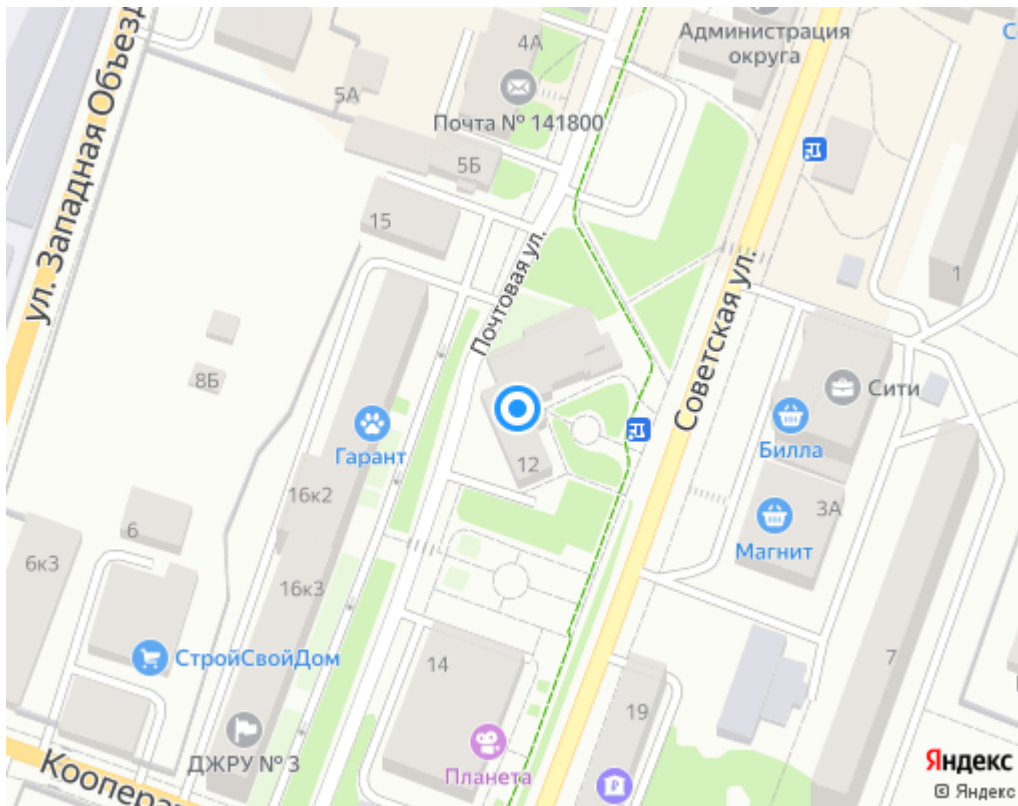 Администрация
округа
4А
5А
Почта № 141800
5Б
ул. Западная Объезд
15
Почтовая ул.
Советская ул.
1
8Б
Сити
Билла
Гарант
12
16к2
3А
Магнит
6
6к3
16к3
СтройСвойДом
14
7
19
ДЖРУ № 3
Планета
Коопера
Яндекс
© Яндекс